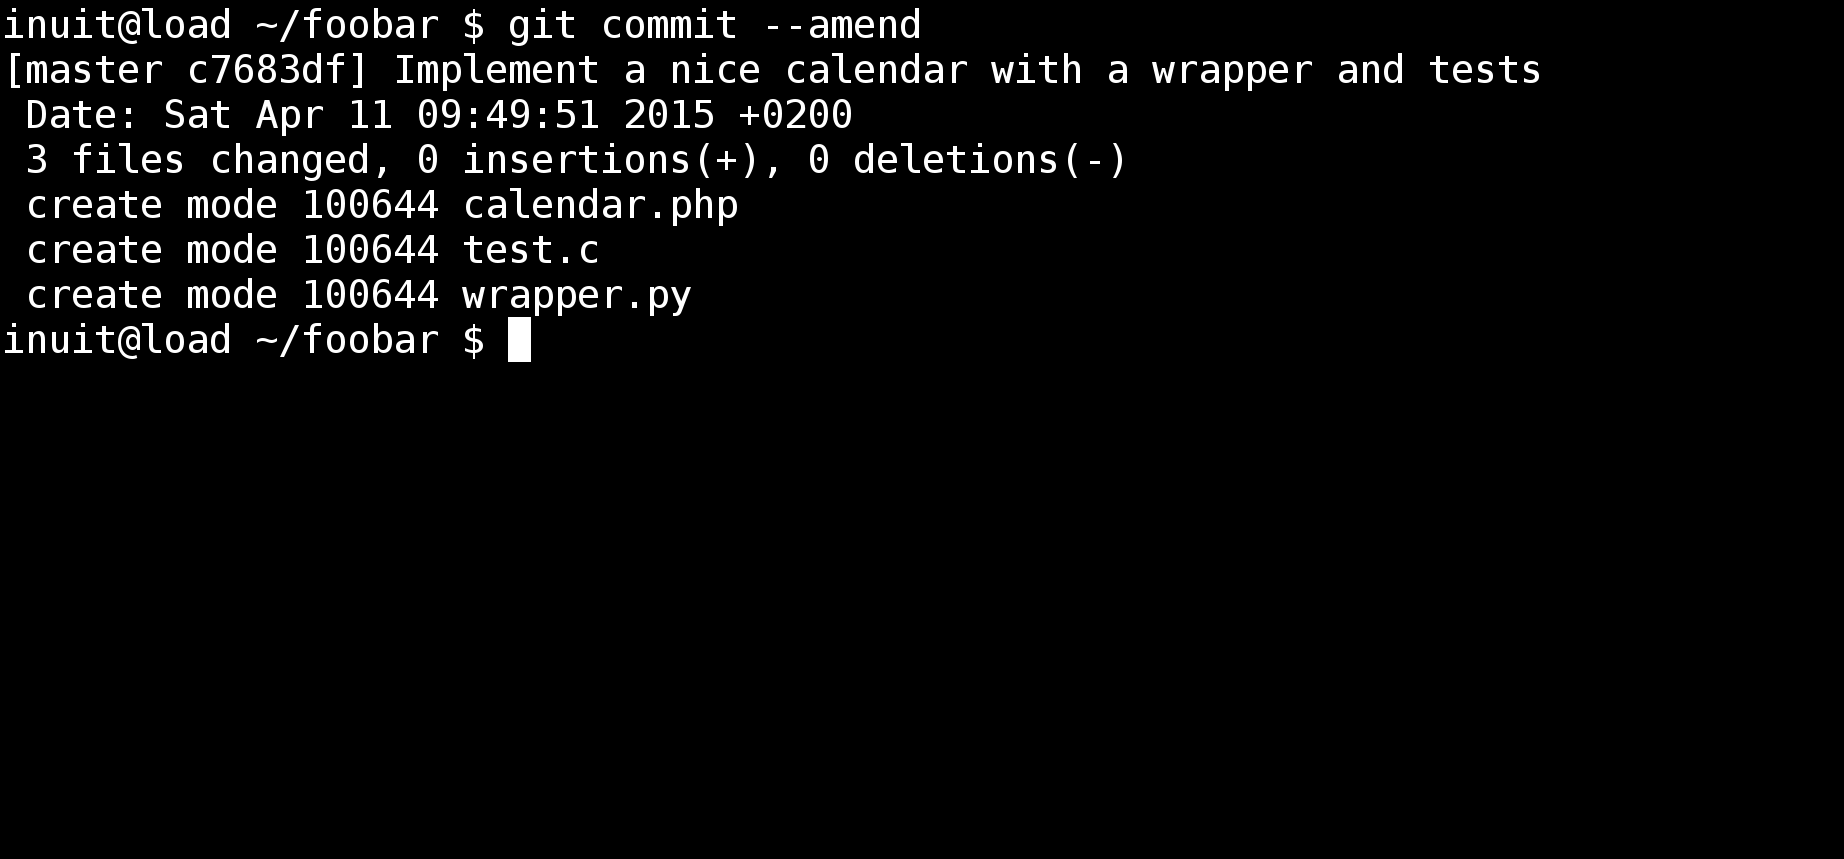 inuit@load ~/foobar $ git commit --amend
[master c7683df] Implement a nice calendar with a wrapper and tests
 Date: Sat Apr 11 09:49:51 2015 +0200
 3 files changed, 0 insertions(+), 0 deletions(-)
 create mode 100644 calendar.php
 create mode 100644 test.c
 create mode 100644 wrapper.py
inuit@load ~/foobar $